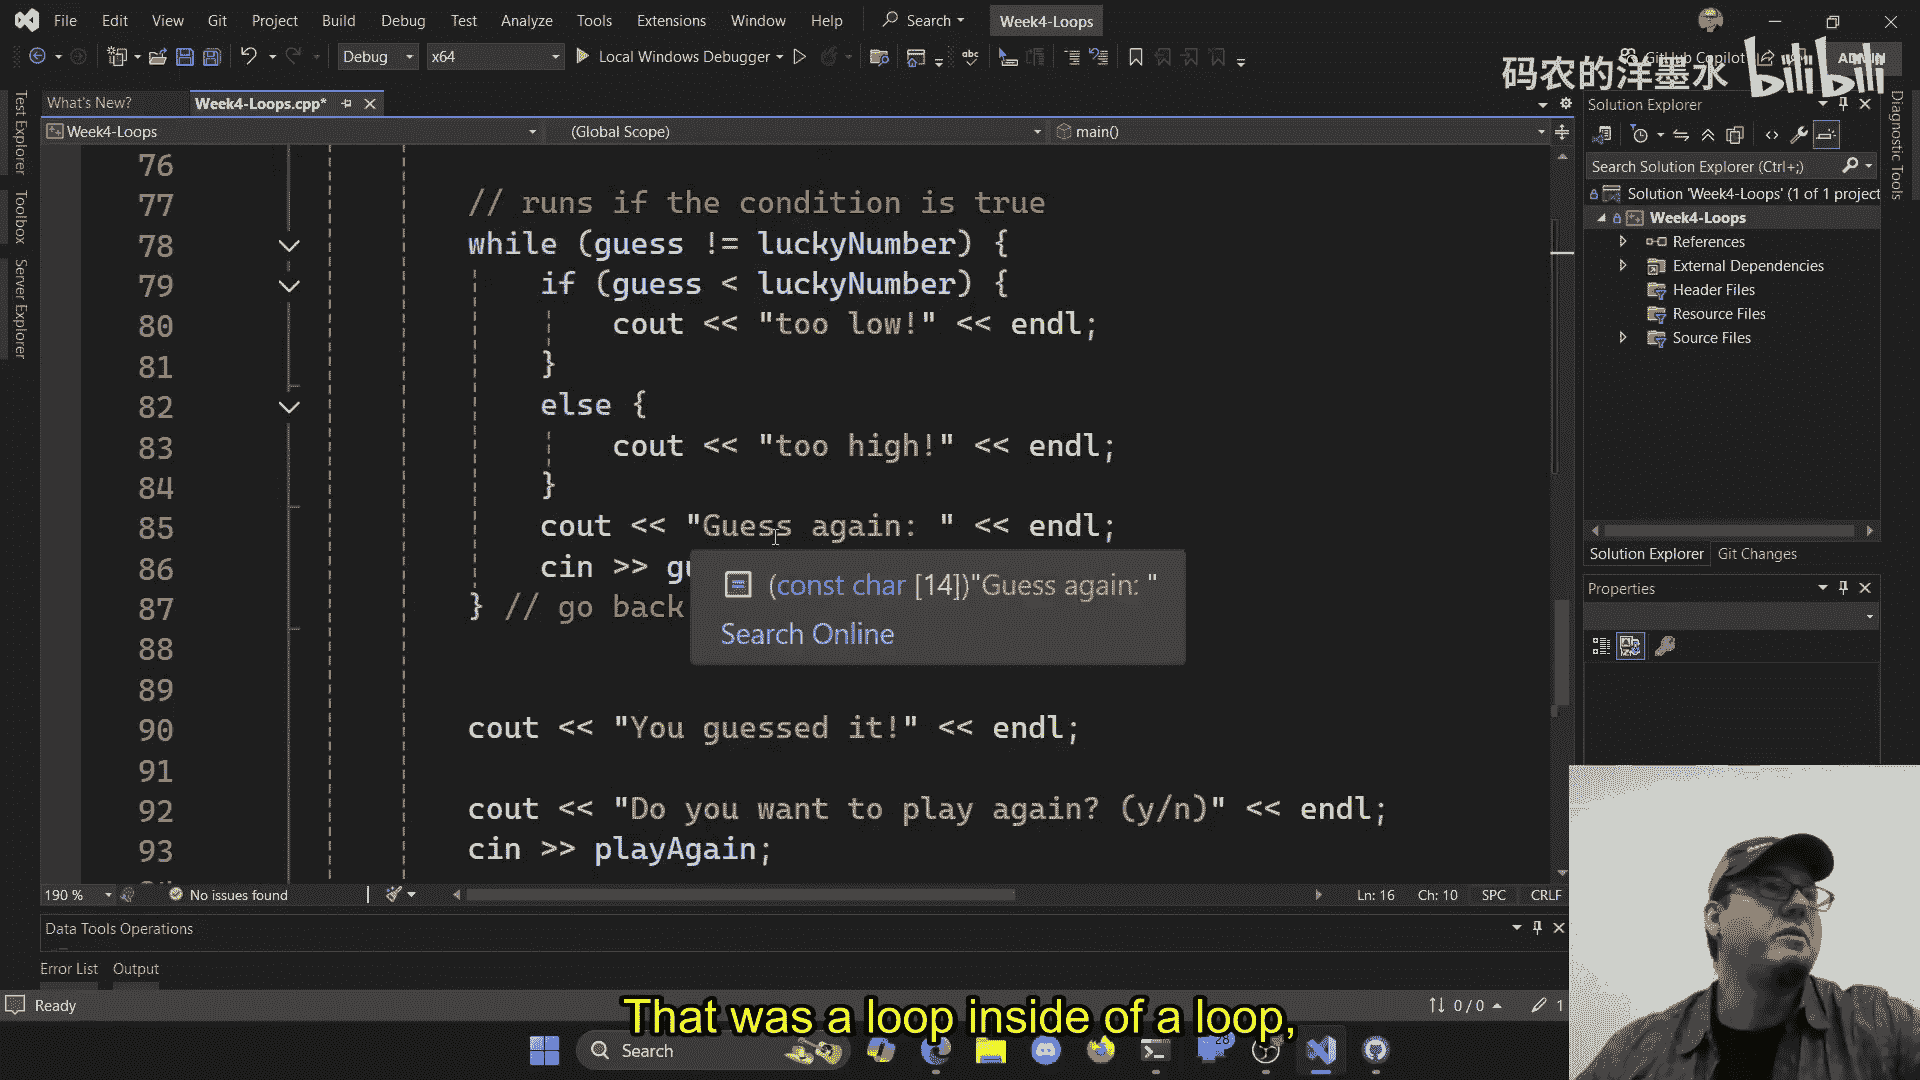 File Edit View Git Project Build Debug Test Analyze Tools Extensions Window Help Search Week4-Loops
Debug x64 Local Windows Debugger GitHub Copilot
码农的洋墨水 bilibili
What's New? Week4-Loops.cpp*
Week4-Loops (Global Scope) main()
Test Explorer
Toolbox
Server Explorer
76
77 // runs if the condition is true
78 while (guess != luckyNumber) {
79 if (guess < luckyNumber) {
80 cout << "too low!" << endl;
81 }
82 else {
83 cout << "too high!" << endl;
84 }
85 cout << "Guess again: " << endl;
86 cin >> gu
87 } // go back
(const char [14])"Guess again: "
Search Online
88
89
90 cout << "You guessed it!" << endl;
91
92 cout << "Do you want to play again? (y/n)" << endl;
93 cin >> playAgain;
190 % No issues found Ln: 16 Ch: 10 SPC CRLF
Data Tools Operations
Error List Output
Ready 0 / 0 1
Solution Explorer
Search Solution Explorer (Ctrl+;)
Solution 'Week4-Loops' (1 of 1 project
Week4-Loops
References
External Dependencies
Header Files
Resource Files
Source Files
Solution Explorer Git Changes
Properties
Diagnostic Tools
That was a loop inside of a loop,
Search
28